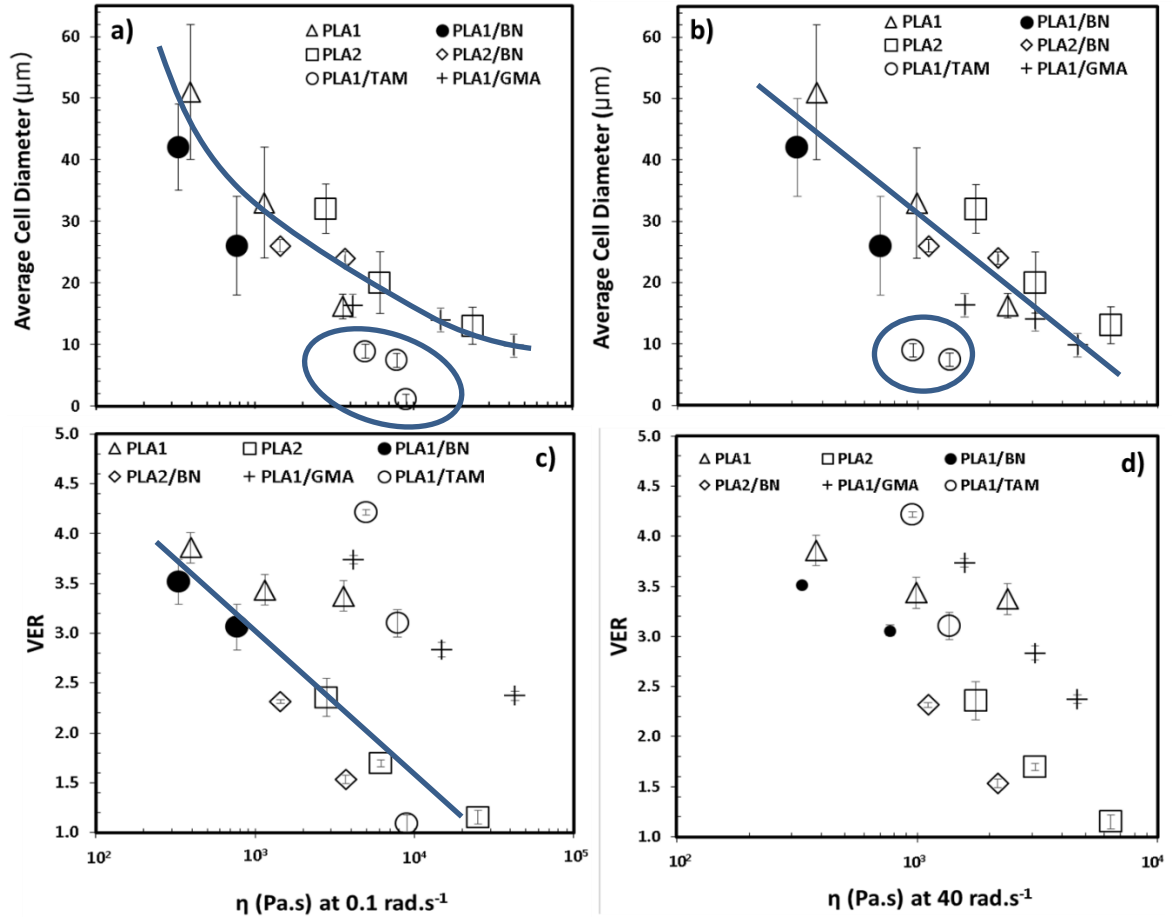 a)
△ PLA1 ● PLA1/BN
□ PLA2 ◇ PLA2/BN
○ PLA1/TAM + PLA1/GMA
Average Cell Diameter (μm)
60
50
40
30
20
10
0
b)
△ PLA1 ● PLA1/BN
□ PLA2 ◇ PLA2/BN
○ PLA1/TAM + PLA1/GMA
Average Cell Diameter (μm)
60
50
40
30
20
10
0
c)
△ PLA1 □ PLA2 ● PLA1/BN
◇ PLA2/BN + PLA1/GMA ○ PLA1/TAM
VER
5.0
4.5
4.0
3.5
3.0
2.5
2.0
1.5
1.0
10² 10³ 10⁴ 10⁵
η (Pa.s) at 0.1 rad.s⁻¹
d)
△ PLA1 □ PLA2 ● PLA1/BN
◇ PLA2/BN + PLA1/GMA ○ PLA1/TAM
VER
5.0
4.5
4.0
3.5
3.0
2.5
2.0
1.5
1.0
10² 10³ 10⁴
η (Pa.s) at 40 rad.s⁻¹